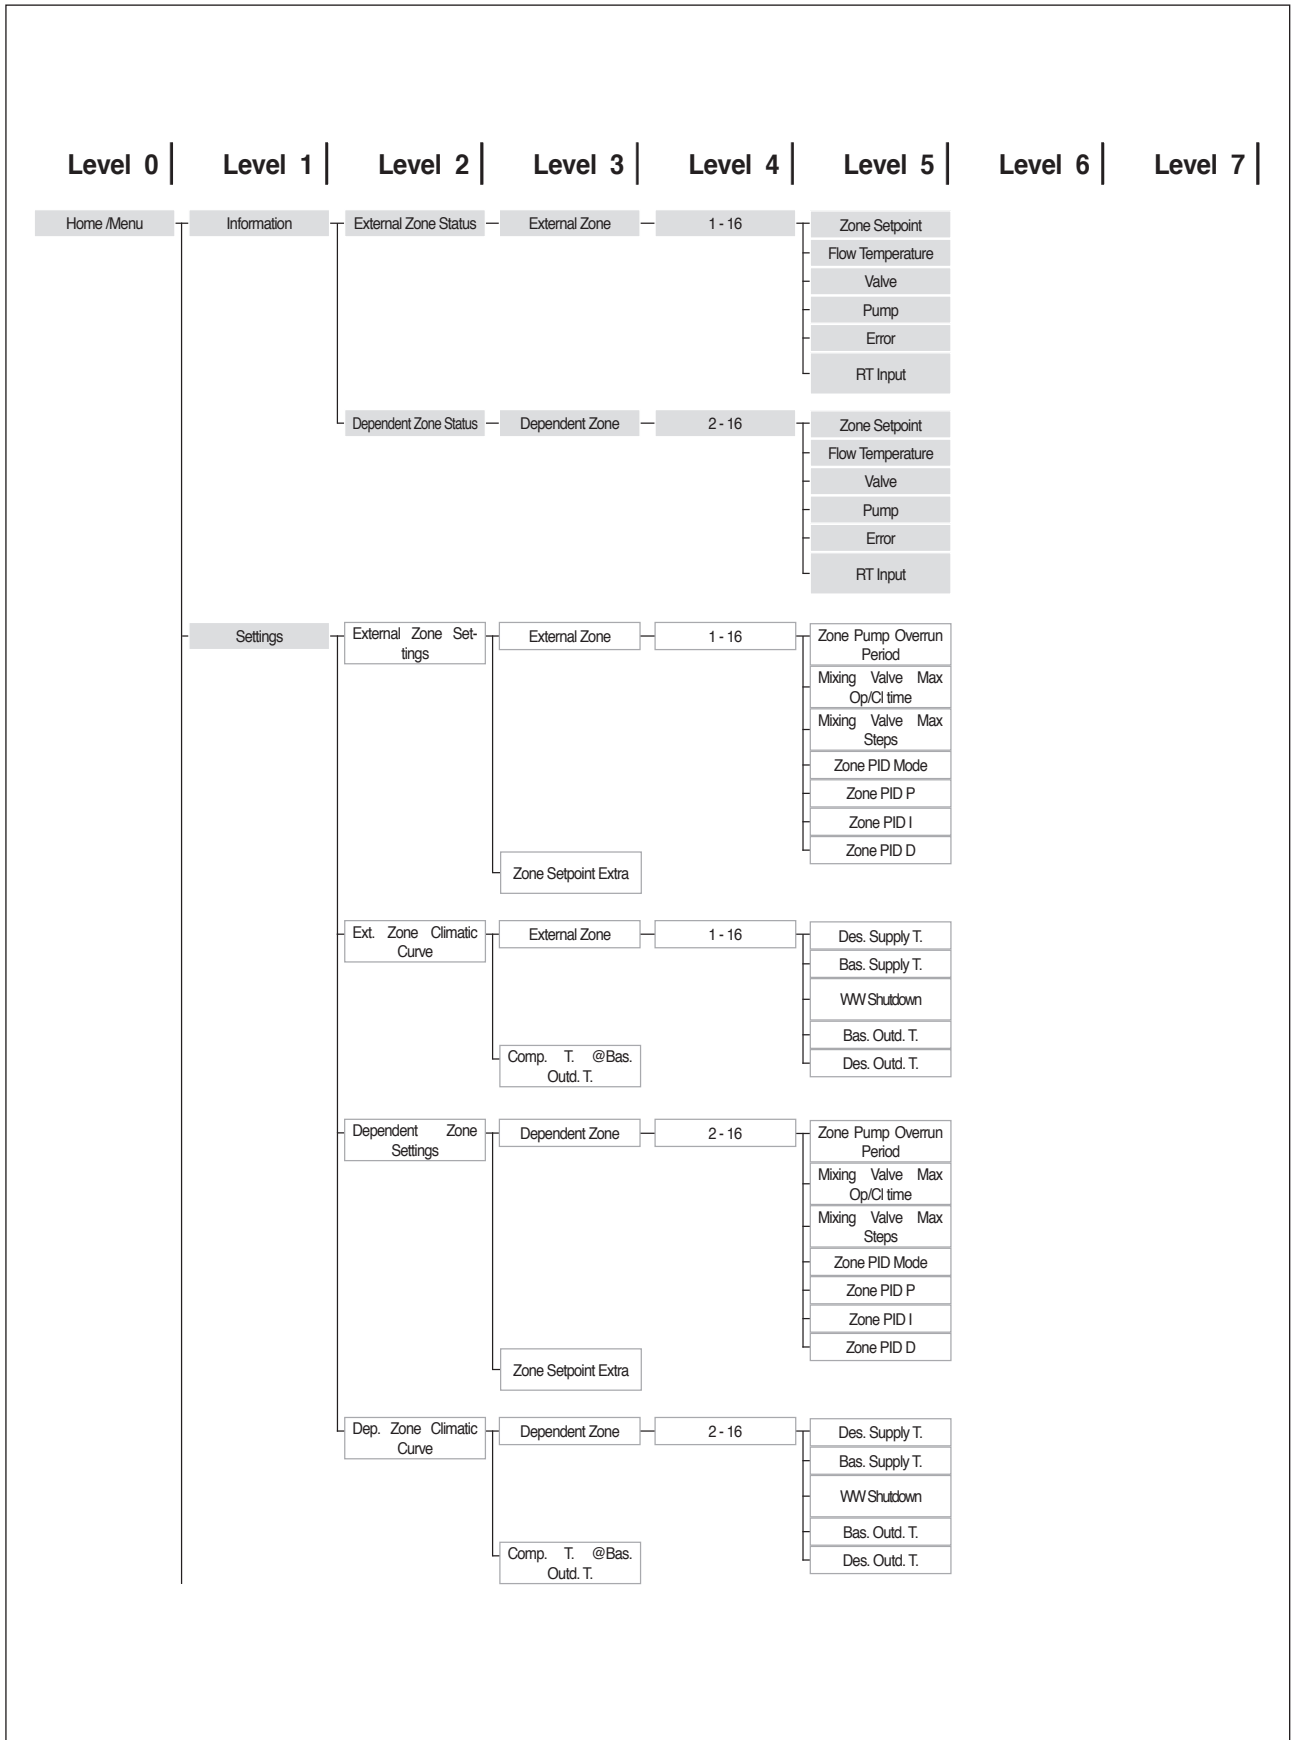 Level 0 Level 1 Level 2 Level 3 Level 4 Level 5 Level 6 Level 7
Home /Menu Information External Zone Status External Zone 1 - 16 Zone Setpoint
Flow Temperature
Valve
Pump
Error
RT Input
Dependent Zone Status Dependent Zone 2 - 16 Zone Setpoint
Flow Temperature
Valve
Pump
Error
RT Input
Settings External Zone Set-
tings
External Zone 1 - 16 Zone Pump Overrun
Period
Mixing Valve Max
Op/Cl time
Mixing Valve Max
Steps
Zone PID Mode
Zone PID P
Zone PID I
Zone PID D
Zone Setpoint Extra
Ext. Zone Climatic
Curve
External Zone 1 - 16 Des. Supply T.
Bas. Supply T.
WW Shutdown
Bas. Outd. T.
Des. Outd. T.
Comp. T. @Bas.
Outd. T.
Dependent Zone
Settings
Dependent Zone 2 - 16 Zone Pump Overrun
Period
Mixing Valve Max
Op/Cl time
Mixing Valve Max
Steps
Zone PID Mode
Zone PID P
Zone PID I
Zone PID D
Zone Setpoint Extra
Dep. Zone Climatic
Curve
Dependent Zone 2 - 16 Des. Supply T.
Bas. Supply T.
WW Shutdown
Bas. Outd. T.
Des. Outd. T.
Comp. T. @Bas.
Outd. T.